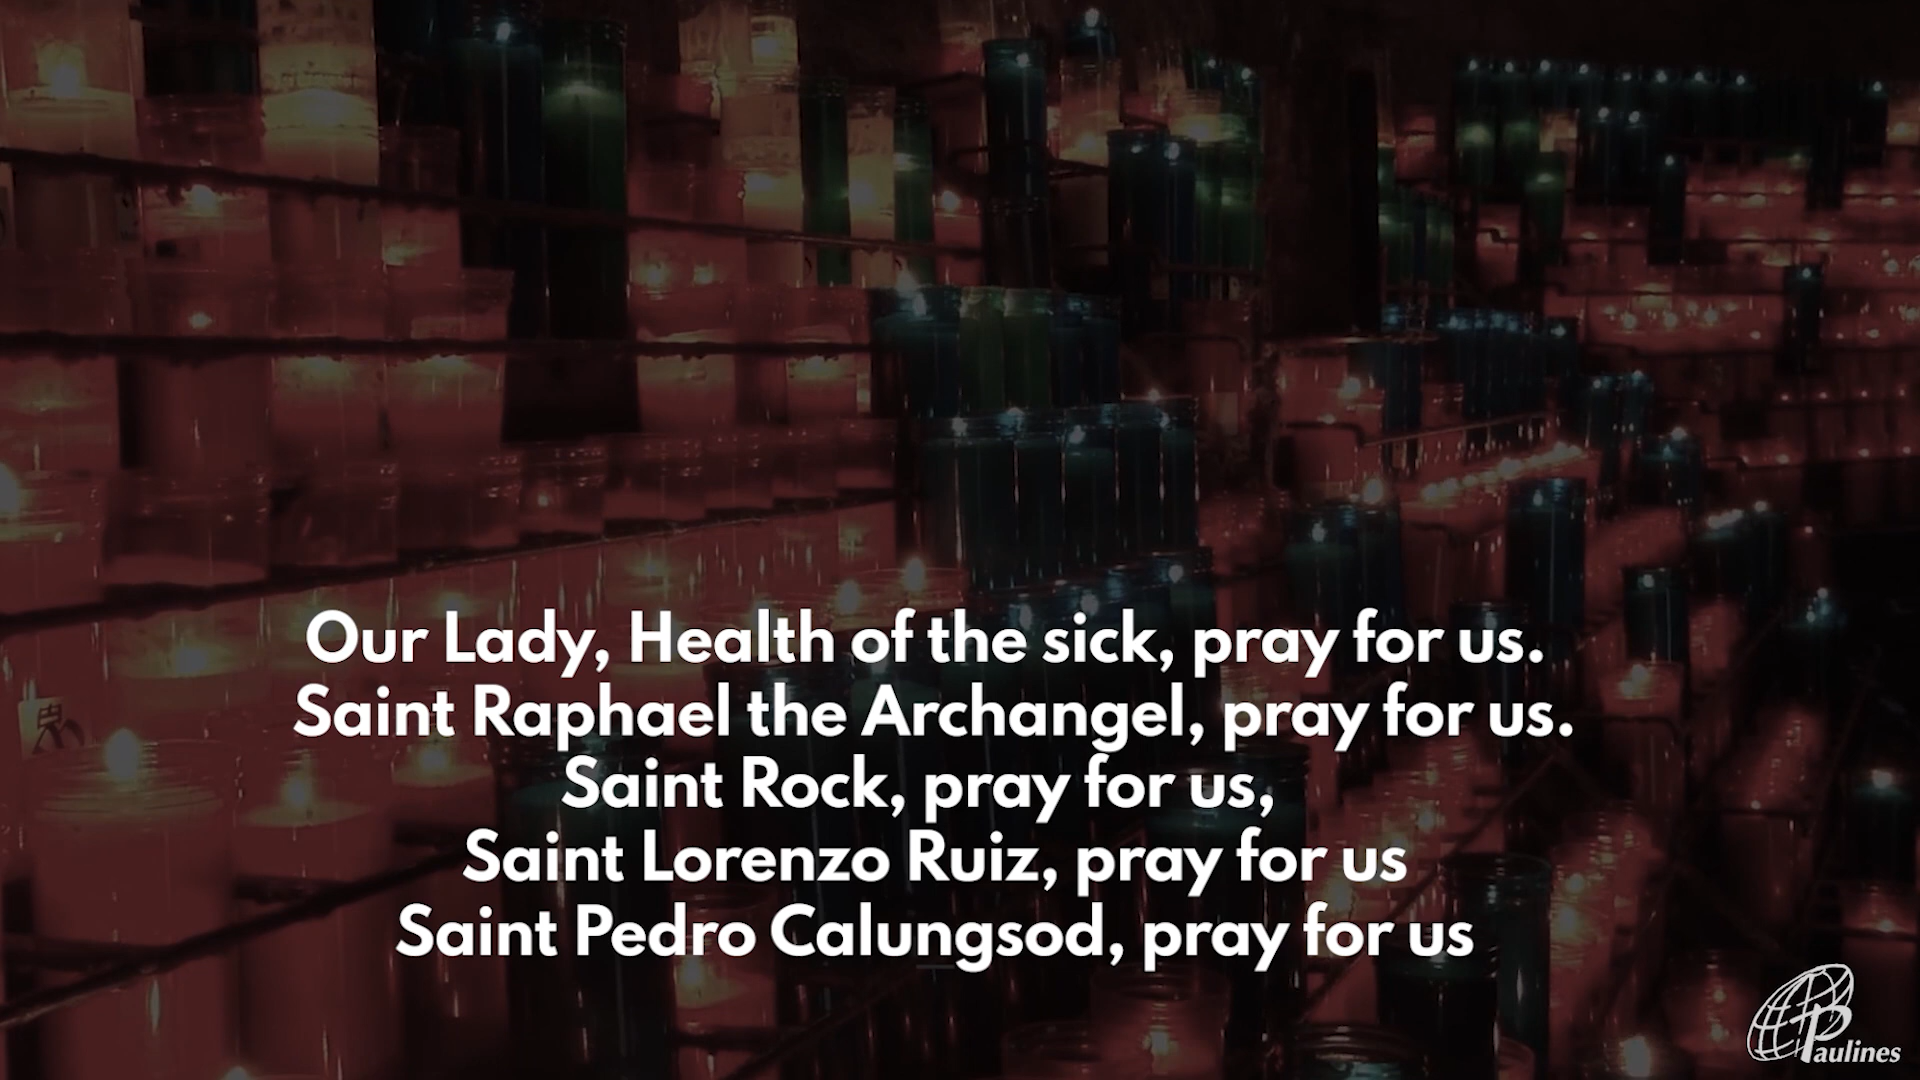 Our Lady, Health of the sick, pray for us.
Saint Raphael the Archangel, pray for us.
Saint Rock, pray for us,
Saint Lorenzo Ruiz, pray for us
Saint Pedro Calungsod, pray for us
Paulines